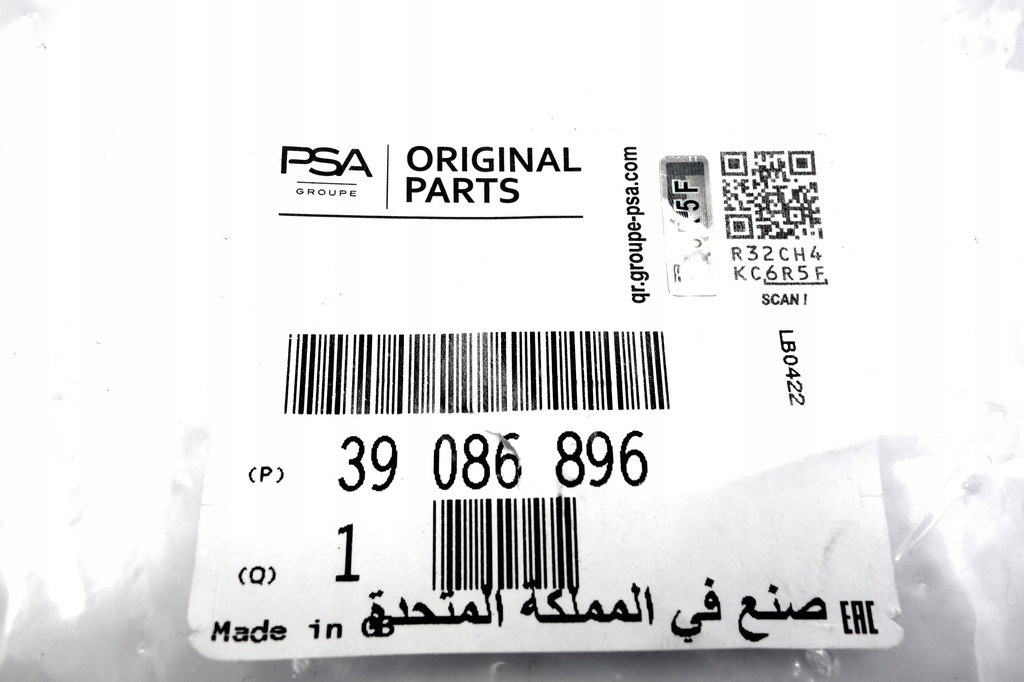 PSA
GROUPE
ORIGINAL
PARTS
qr.groupe-psa.com
5F
R32CH4
KC6R5F
SCAN!
LB0422
(P) 39 086 896
(Q) 1
Made in GB
صنع في المملكة المتحدة
EAC